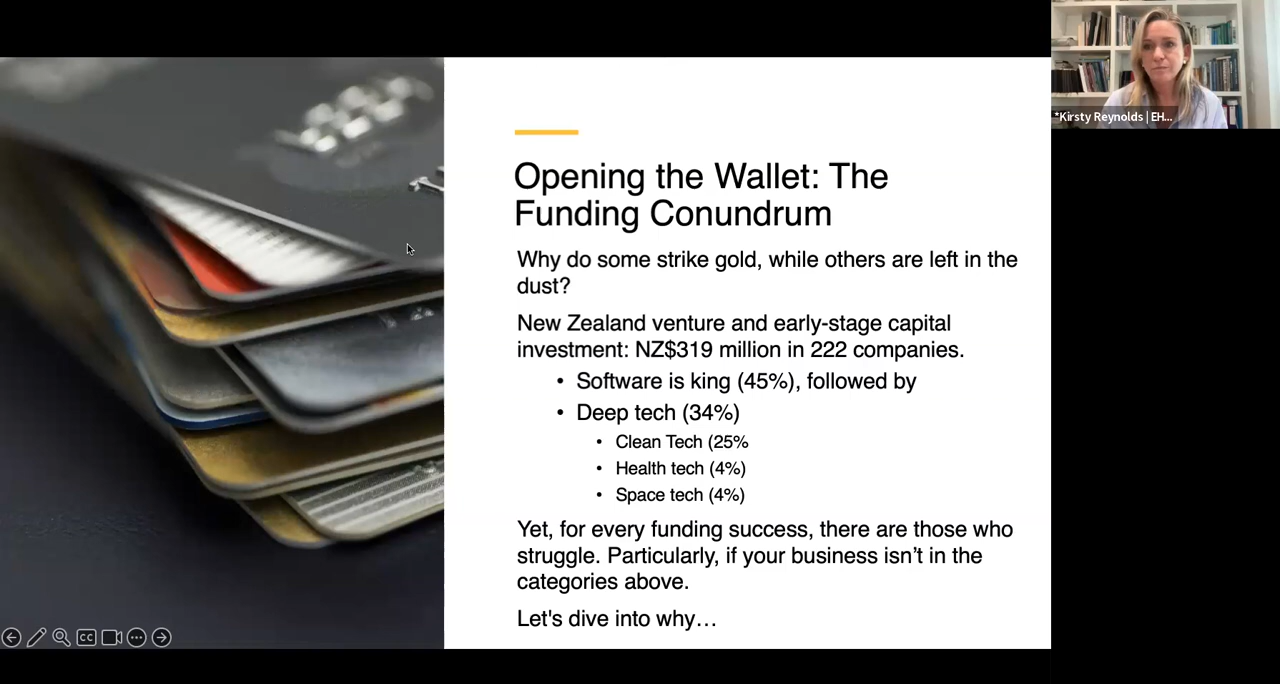 Opening the Wallet: The
Funding Conundrum
Why do some strike gold, while others are left in the
dust?
New Zealand venture and early-stage capital
investment: NZ$319 million in 222 companies.
• Software is king (45%), followed by
• Deep tech (34%)
• Clean Tech (25%
• Health tech (4%)
• Space tech (4%)
Yet, for every funding success, there are those who
struggle. Particularly, if your business isn’t in the
categories above.
Let's dive into why…
*Kirsty Reynolds | EH...
CC